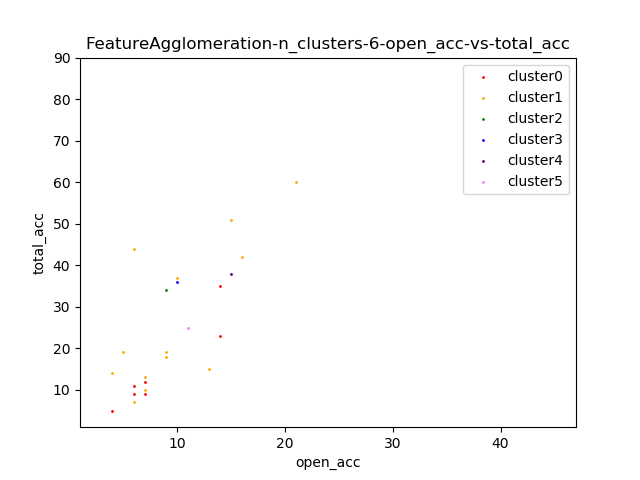 FeatureAgglomeration-n_clusters-6-open_acc-vs-total_acc
90
80
70
60
50
40
30
20
10
total_acc
cluster0
cluster1
cluster2
cluster3
cluster4
cluster5
10 20 30 40
open_acc